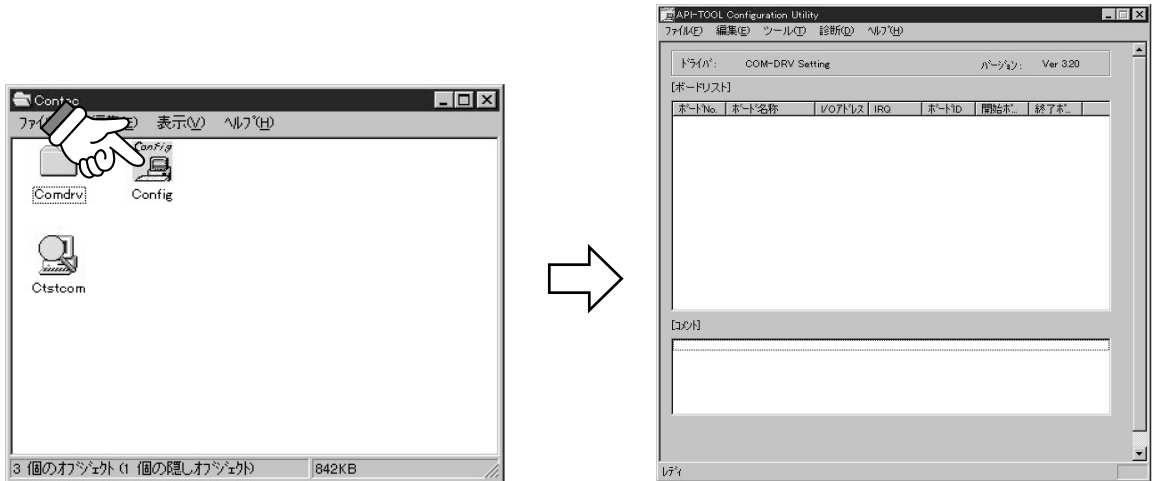 Contec
ファイル(F) 編集(E) 表示(V) ヘルプ(H)
Config
Comdrv
Config
Ctstcom
3 個のオブジェクト (1 個の隠しオブジェクト) 842KB
API-TOOL Configuration Utility
ファイル(F) 編集(E) ツール(T) 診断(D) ヘルプ(H)
ドライバ: COM-DRV Setting バージョン: Ver 3.20
[ボードリスト]
ボードNo. ボード名称 I/Oアドレス IRQ ボードID 開始ポ... 終了ポ...
[コメント]
レディ